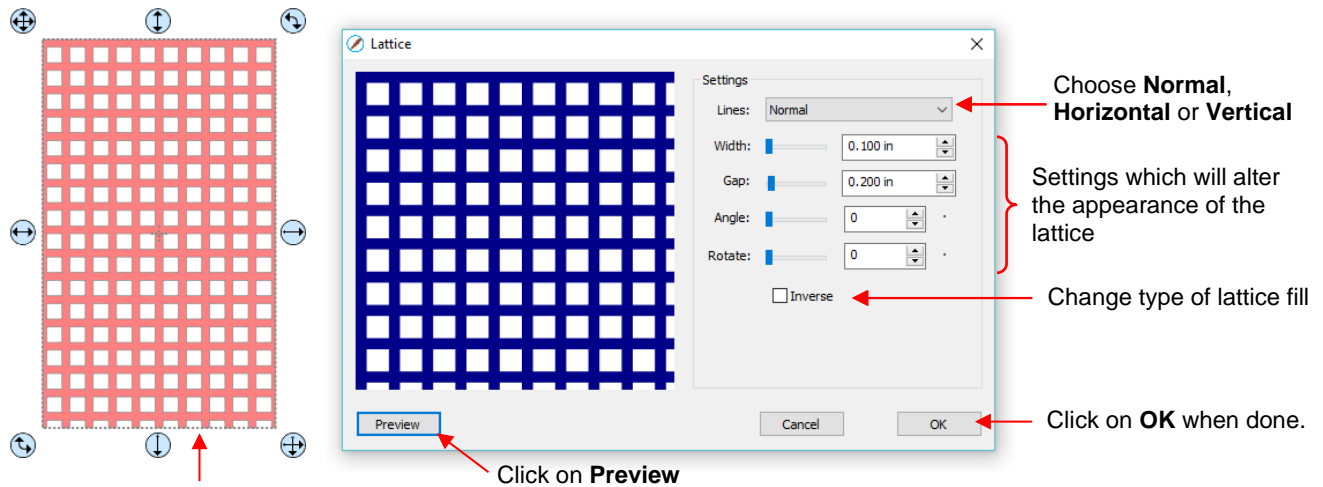 Lattice
Settings
Lines: Normal
Width: 0.100 in
Gap: 0.200 in
Angle: 0 °
Rotate: 0 °
Inverse
Preview
Cancel
OK
Choose Normal,
Horizontal or Vertical
Settings which will alter
the appearance of the
lattice
Change type of lattice fill
Click on OK when done.
Click on Preview